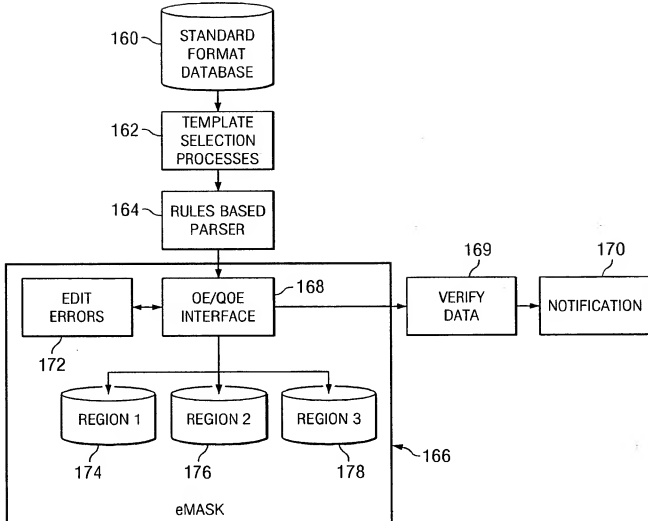 160
STANDARD
FORMAT
DATABASE
162
TEMPLATE
SELECTION
PROCESSES
164
RULES BASED
PARSER
169
170
168
EDIT
ERRORS
OE/QOE
INTERFACE
VERIFY
DATA
NOTIFICATION
172
REGION 1
REGION 2
REGION 3
174
176
178
166
eMASK